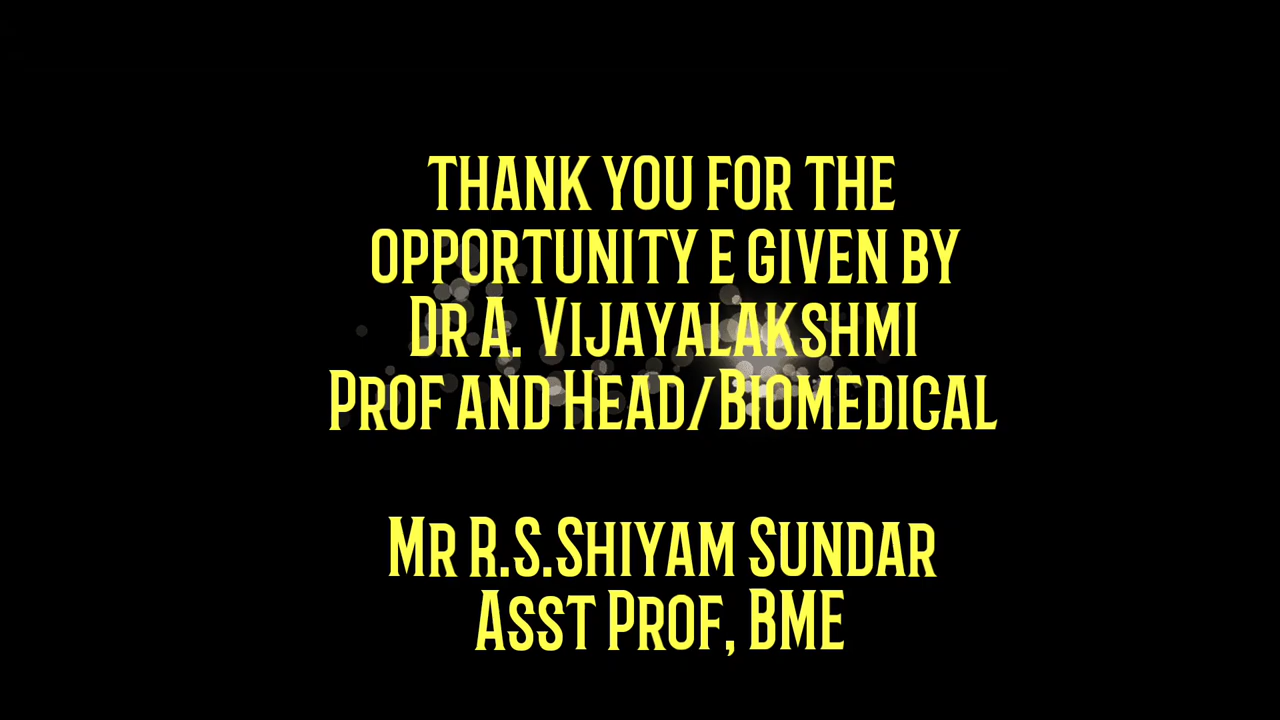 THANK YOU FOR THE
OPPORTUNITY E GIVEN BY
DR A. VIJAYALAKSHMI
PROF AND HEAD/BIOMEDICAL
MR R.S.SHIYAM SUNDAR
ASST PROF, BME